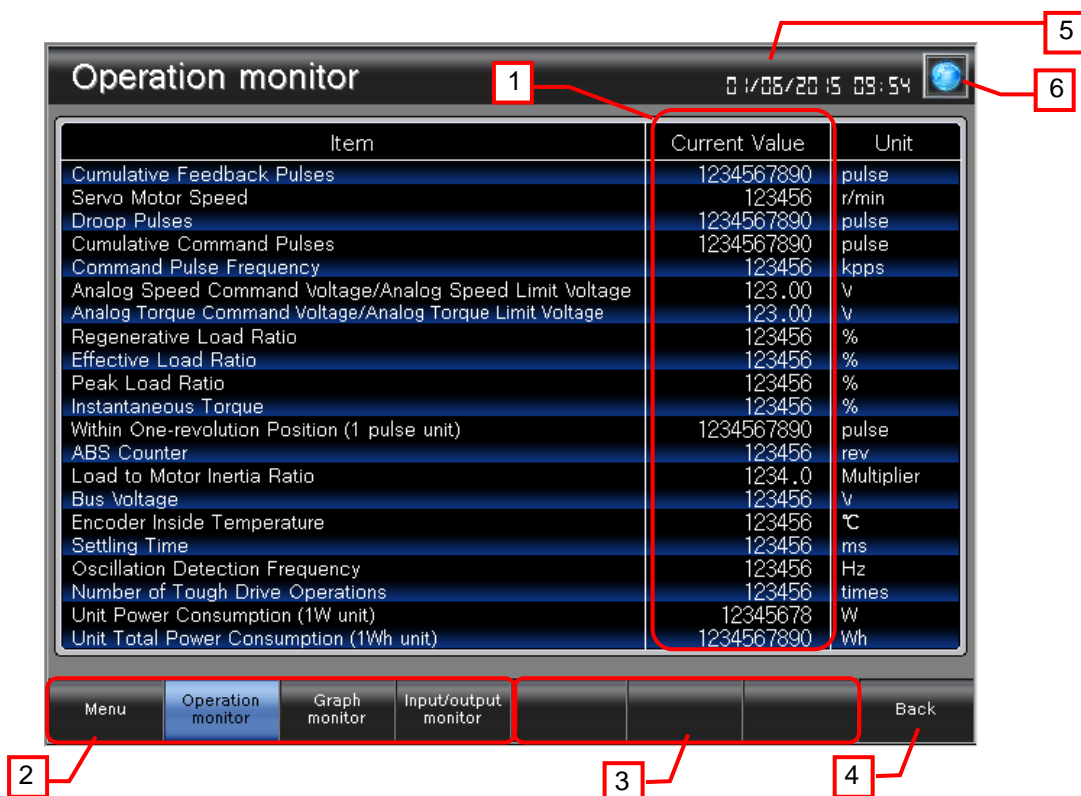 5
Operation monitor
1
01/06/2015 09:54
6
Item Current Value Unit
Cumulative Feedback Pulses 1234567890 pulse
Servo Motor Speed 123456 r/min
Droop Pulses 1234567890 pulse
Cumulative Command Pulses 1234567890 pulse
Command Pulse Frequency 123456 kpps
Analog Speed Command Voltage/Analog Speed Limit Voltage 123.00 V
Analog Torque Command Voltage/Analog Torque Limit Voltage 123.00 V
Regenerative Load Ratio 123456 %
Effective Load Ratio 123456 %
Peak Load Ratio 123456 %
Instantaneous Torque 123456 %
Within One-revolution Position (1 pulse unit) 1234567890 pulse
ABS Counter 123456 rev
Load to Motor Inertia Ratio 1234.0 Multiplier
Bus Voltage 123456 V
Encoder Inside Temperature 123456 ℃
Settling Time 123456 ms
Oscillation Detection Frequency 123456 Hz
Number of Tough Drive Operations 123456 times
Unit Power Consumption (1W unit) 12345678 W
Unit Total Power Consumption (1Wh unit) 1234567890 Wh
Menu
Operation
monitor
Graph
monitor
Input/output
monitor
Back
2
3
4